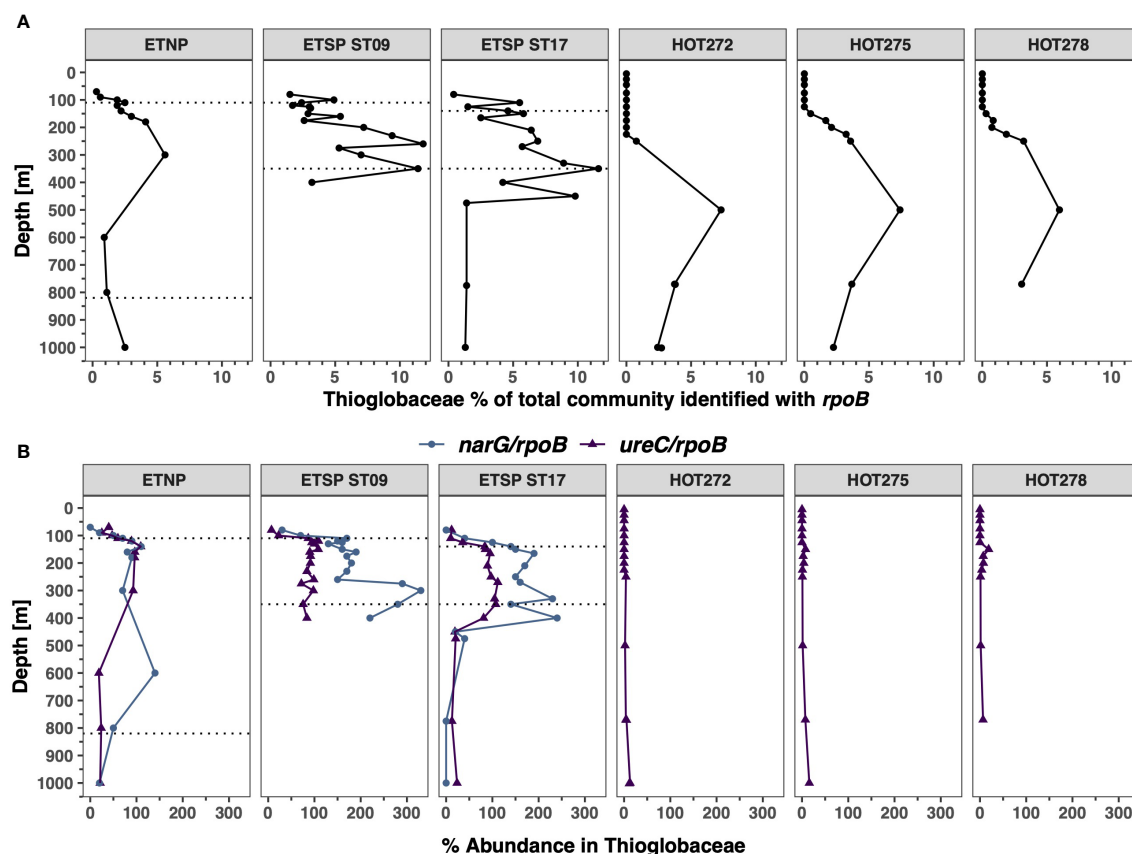 A
ETNP ETSP ST09 ETSP ST17 HOT272 HOT275 HOT278
0
100
200
300
400
500
600
700
800
900
1000
Depth [m]
0 5 10 0 5 10 0 5 10 0 5 10 0 5 10 0 5 10
Thioglobaceae % of total community identified with rpoB
B
narG/rpoB ureC/rpoB
ETNP ETSP ST09 ETSP ST17 HOT272 HOT275 HOT278
0
100
200
300
400
500
600
700
800
900
1000
Depth [m]
0 100 200 300 0 100 200 300 0 100 200 300 0 100 200 300 0 100 200 300 0 100 200 300
% Abundance in Thioglobaceae